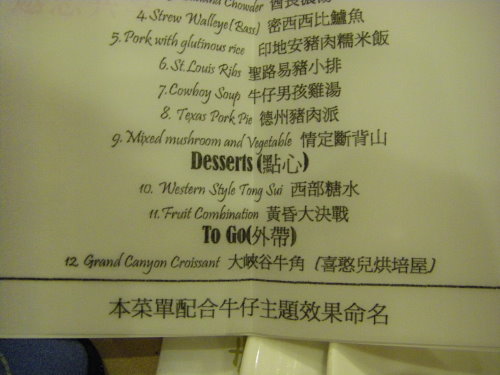 Chowder 酋長濃湯
4. Strew Walleye (Bass) 密西西比鱸魚
5. Pork with glutinous rice 印地安豬肉糯米飯
6. St. Louis Ribs 聖路易豬小排
7. Cowboy Soup 牛仔男孩雞湯
8. Texas Pork Pie 德州豬肉派
9. Mixed mushroom and Vegetable 情定斷背山
Desserts (點心)
10. Western Style Tong Sui 西部糖水
11. Fruit Combination 黃昏大決戰
To Go(外帶)
12. Grand Canyon Croissant 大峽谷牛角〔喜憨兒烘培屋〕
本菜單配合牛仔主題效果命名